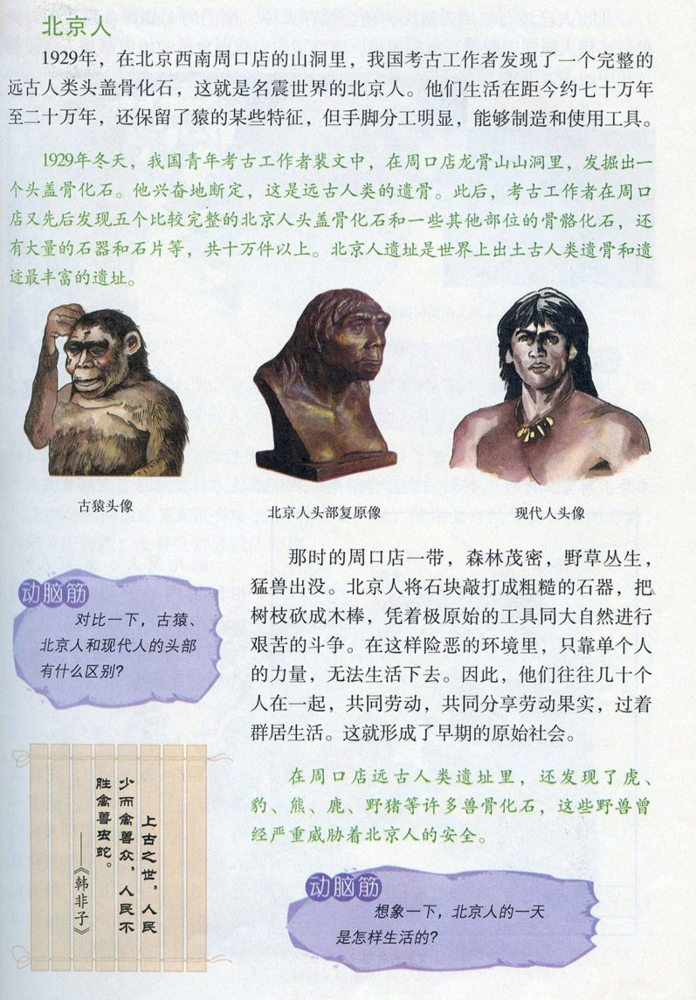 北京人
1929年，在北京西南周口店的山洞里，我国考古工作者发现了一个完整的
远古人类头盖骨化石，这就是名震世界的北京人。他们生活在距今约七十万年
至二十万年，还保留了猿的某些特征，但手脚分工明显，能够制造和使用工具。
1929年冬天，我国青年考古工作者裴文中，在周口店龙骨山山洞里，发掘出一
个头盖骨化石。他兴奋地断定，这是远古人类的遗骨。此后，考古工作者在周口
店又先后发现五个比较完整的北京人头盖骨化石和一些其他部位的骨骼化石，还
有大量的石器和石片等，共十万件以上。北京人遗址是世界上出土古人类遗骨和遗
迹最丰富的遗址。
古猿头像
北京人头部复原像
现代人头像
动脑筋
对比一下，古猿、
北京人和现代人的头部
有什么区别？
那时的周口店一带，森林茂密，野草丛生，
猛兽出没。北京人将石块敲打成粗糙的石器，把
树枝砍成木棒，凭着极原始的工具同大自然进行
艰苦的斗争。在这样险恶的环境里，只靠单个人
的力量，无法生活下去。因此，他们往往几十个
人在一起，共同劳动，共同分享劳动果实，过着
群居生活。这就形成了早期的原始社会。
上古之世，人民
少而禽兽众，人民不
胜禽兽虫蛇。
——《韩非子》
在周口店远古人类遗址里，还发现了虎、
豹、熊、鹿、野猪等许多兽骨化石，这些野兽曾
经严重威胁着北京人的安全。
动脑筋
想象一下，北京人的一天
是怎样生活的？